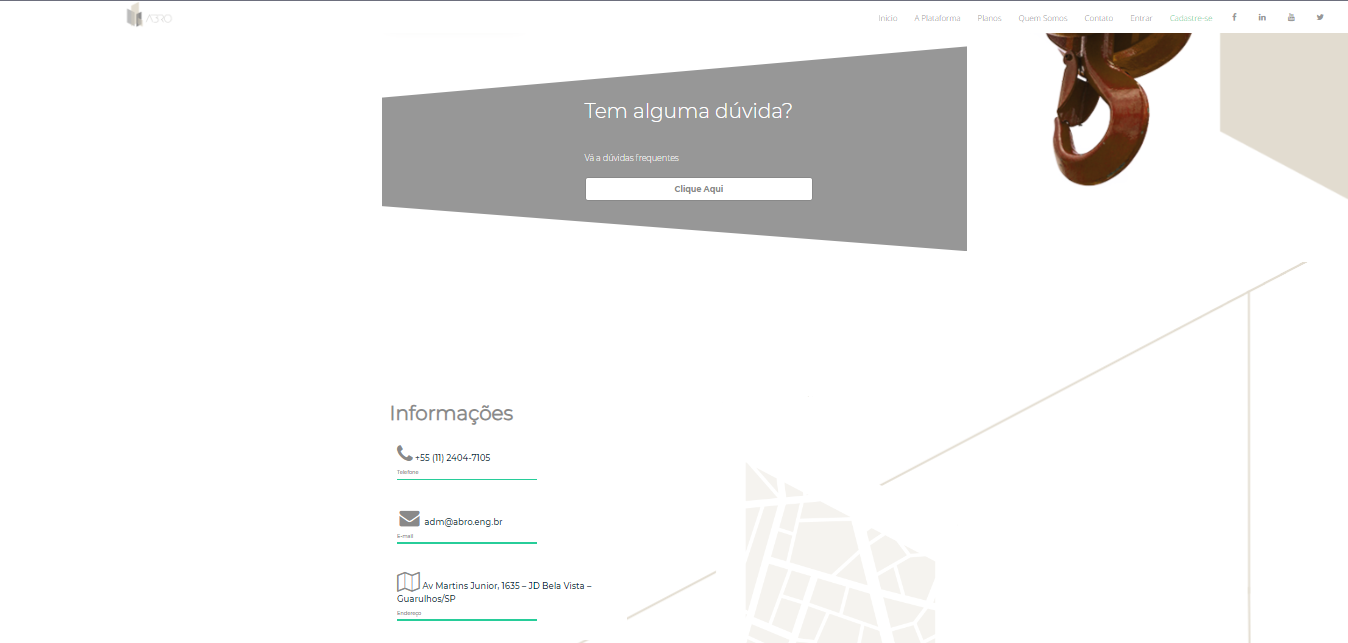 ABRO
Início A Plataforma Planos Quem Somos Contato Entrar Cadastre-se
Tem alguma dúvida?
Vá a dúvidas frequentes
Clique Aqui
Informações
+55 (11) 2404-7105
Telefone
adm@abro.eng.br
E-mail
Av Martins Junior, 1635 – JD Bela Vista –
Guarulhos/SP
Endereço